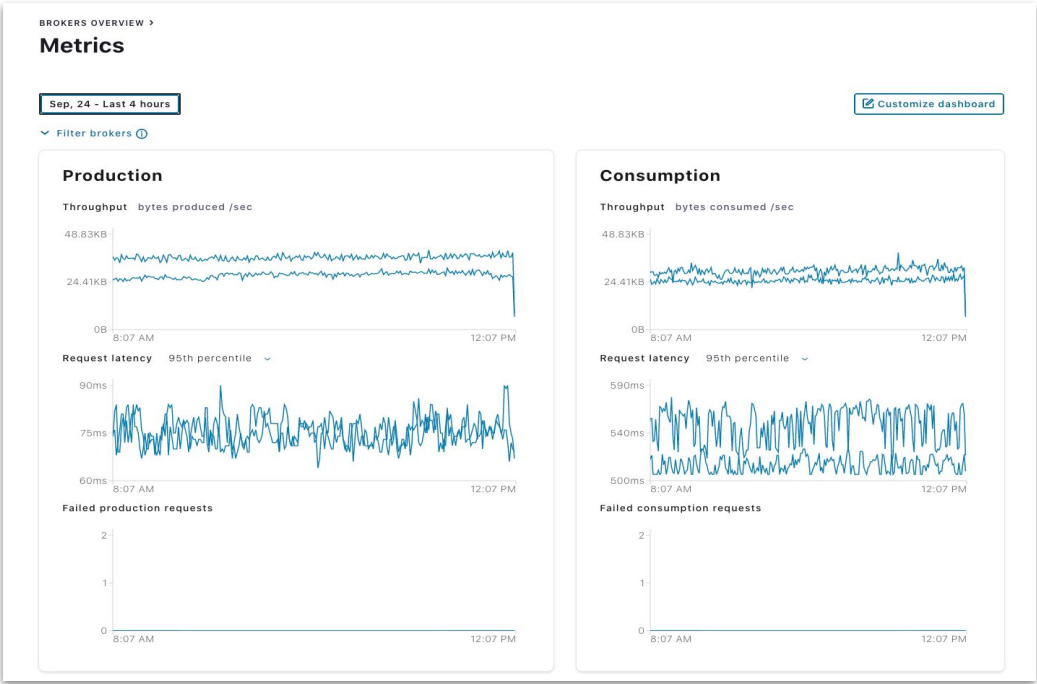 BROKERS OVERVIEW >
Metrics
Sep, 24 - Last 4 hours
Customize dashboard
Filter brokers
Production
Throughput bytes produced /sec
48.83KB
24.41KB
0B
8:07 AM 12:07 PM
Request latency 95th percentile
90ms
75ms
60ms
8:07 AM 12:07 PM
Failed production requests
2
1
0
8:07 AM 12:07 PM
Consumption
Throughput bytes consumed /sec
48.83KB
24.41KB
0B
8:07 AM 12:07 PM
Request latency 95th percentile
590ms
540ms
500ms
8:07 AM 12:07 PM
Failed consumption requests
2
1
0
8:07 AM 12:07 PM